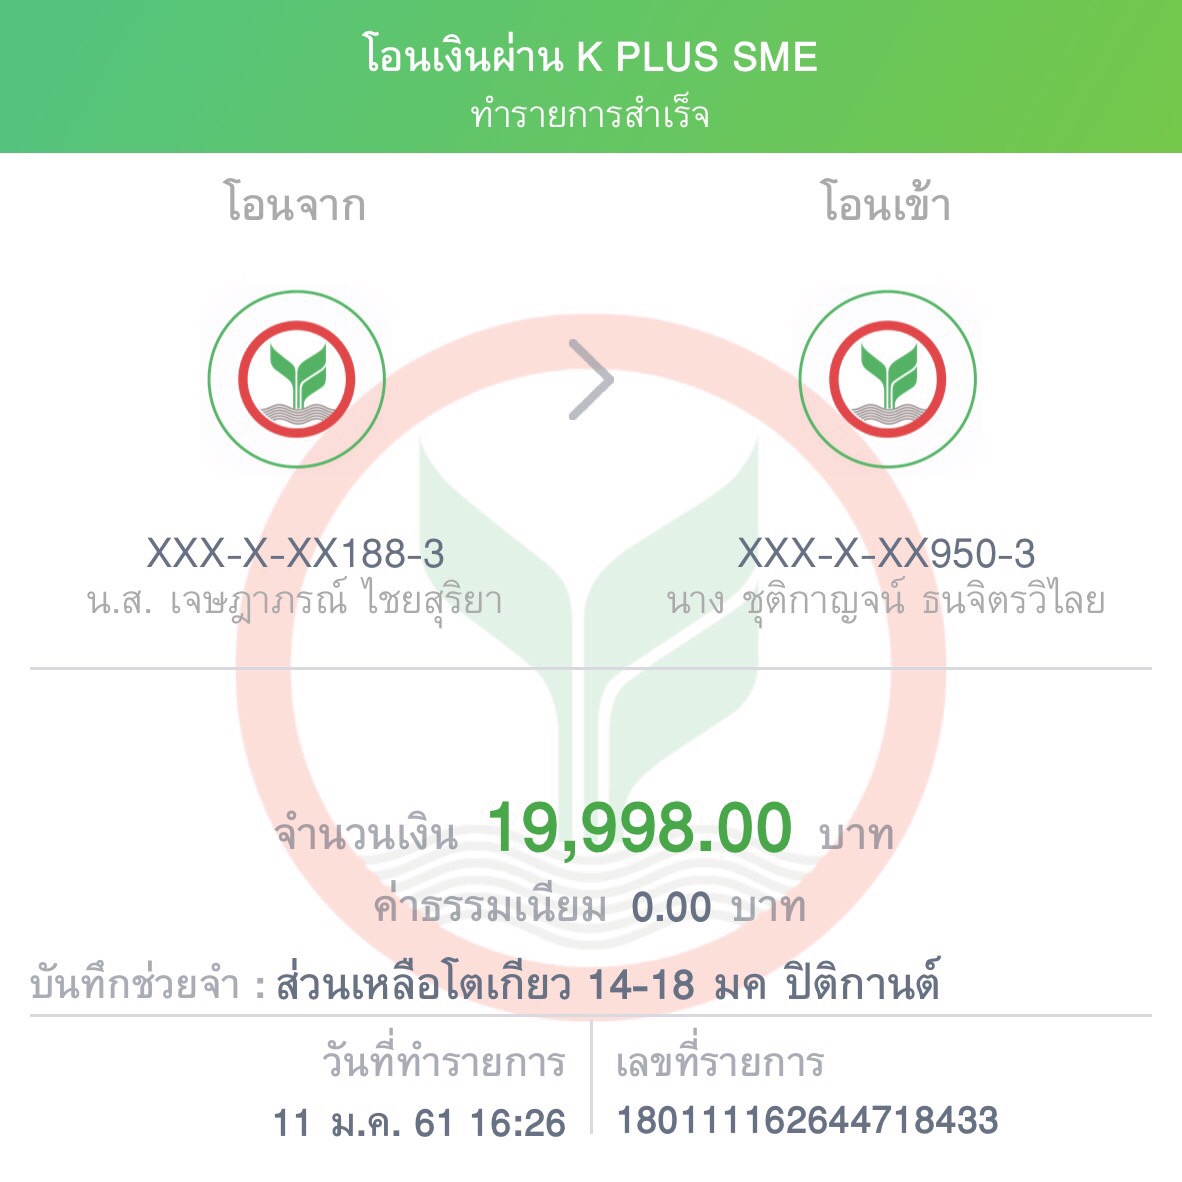 โอนเงินผ่าน K PLUS SME
ทำรายการสำเร็จ
โอนจาก
โอนเข้า
XXX-X-XX188-3
น.ส. เจษฎาภรณ์ ไชยสุริยา
XXX-X-XX950-3
นาง ชุติกาญจน์ ธนจิตรวิไลย
จำนวนเงิน 19,998.00 บาท
ค่าธรรมเนียม 0.00 บาท
บันทึกช่วยจำ : ส่วนเหลือโตเกียว 14-18 มค ปิติกานต์
วันที่ทำรายการ
11 ม.ค. 61 16:26
เลขที่รายการ
180111162644718433